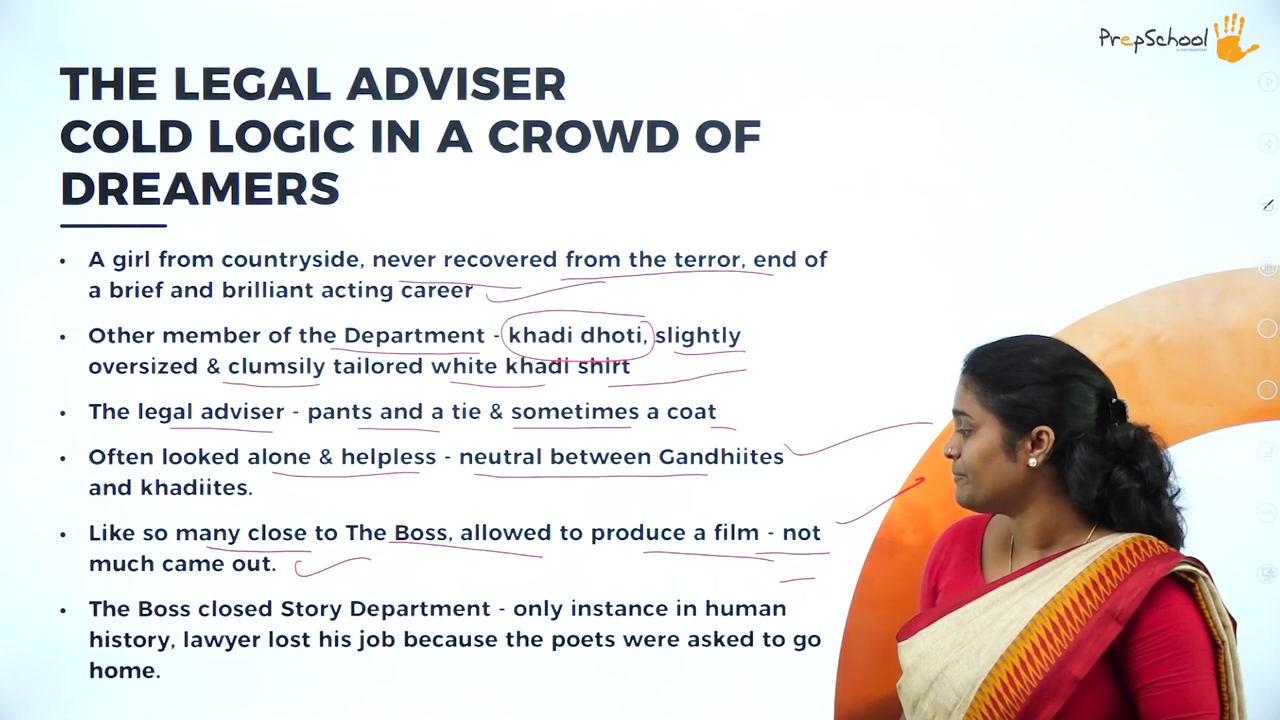 PrepSchool
THE LEGAL ADVISER
COLD LOGIC IN A CROWD OF
DREAMERS
• A girl from countryside, never recovered from the terror, end of
a brief and brilliant acting career
• Other member of the Department - khadi dhoti, slightly
oversized & clumsily tailored white khadi shirt
• The legal adviser - pants and a tie & sometimes a coat
• Often looked alone & helpless - neutral between Gandhiites
and khadiites.
• Like so many close to The Boss, allowed to produce a film - not
much came out.
• The Boss closed Story Department - only instance in human
history, lawyer lost his job because the poets were asked to go
home.